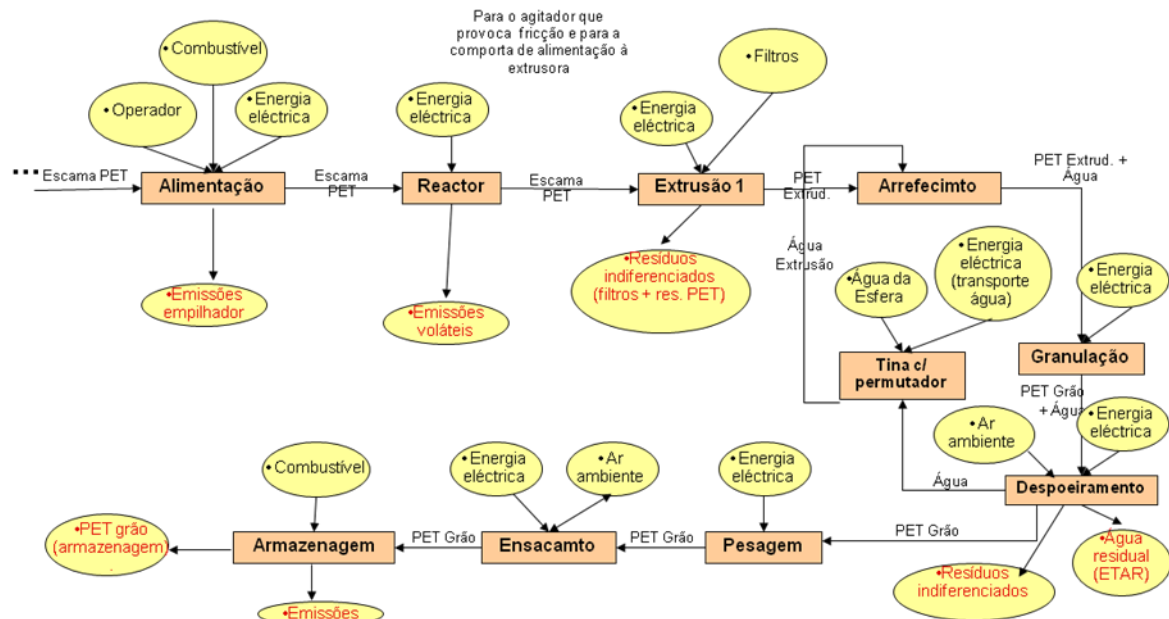 Para o agitador que
provoca fricção e para a
comporta de alimentação à
extrusora
•Combustível
•Filtros
•Operador
•Energia
eléctrica
•Energia
eléctrica
•Energia
eléctrica
... Escama PET
Alimentação
Escama
PET
Reactor
Escama
PET
Extrusão 1
PET
Extrud.
Arrefecimto
PET Extrud. +
Água
•Emissões
empilhador
•Emissões
voláteis
•Resíduos
indiferenciados
(filtros + res. PET)
Água
Extrusão
•Água da
Esfera
•Energia
eléctrica
(transporte
água)
•Energia
eléctrica
Tina c/
permutador
Granulação
PET Grão
+ Água
•Ar
ambiente
•Energia
eléctrica
Água
Despoeiramento
•Combustível
•Energia
eléctrica
•Ar
ambiente
•Energia
eléctrica
•PET grão
(armazenagem)
.
Armazenagem
PET Grão
Ensacamto
PET Grão
Pesagem
PET Grão
•Água
residual
(ETAR)
•Resíduos
indiferenciados
•Emissões